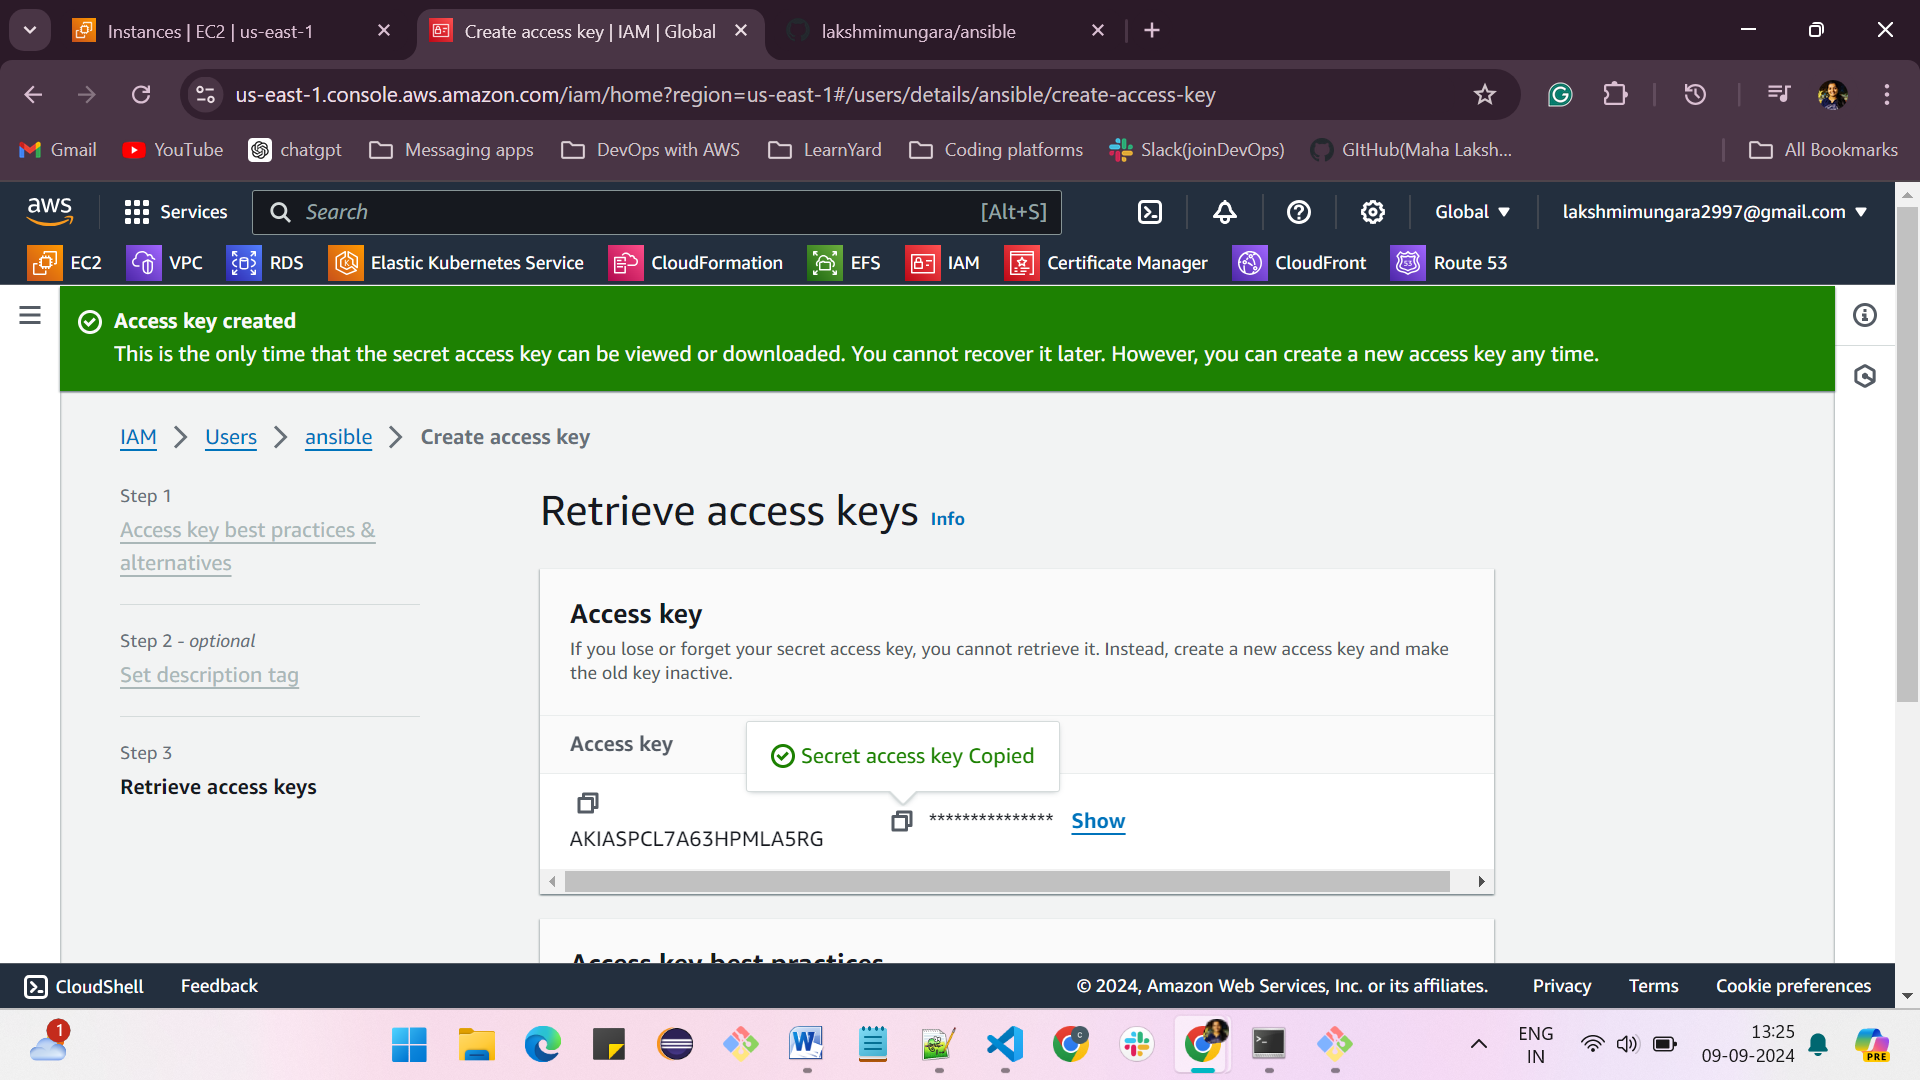 Instances | EC2 | us-east-1
Create access key | IAM | Global
lakshmimungara/ansible
us-east-1.console.aws.amazon.com/iam/home?region=us-east-1#/users/details/ansible/create-access-key
Gmail
YouTube
chatgpt
Messaging apps
DevOps with AWS
LearnYard
Coding platforms
Slack(joinDevOps)
GItHub(Maha Laksh...
All Bookmarks
aws
Services
Search
[Alt+S]
Global
lakshmimungara2997@gmail.com
EC2
VPC
RDS
Elastic Kubernetes Service
CloudFormation
EFS
IAM
Certificate Manager
CloudFront
53
Route 53
Access key created
This is the only time that the secret access key can be viewed or downloaded. You cannot recover it later. However, you can create a new access key any time.
IAM
Users
ansible
Create access key
Step 1
Access key best practices &
alternatives
Step 2 - optional
Set description tag
Step 3
Retrieve access keys
Retrieve access keys Info
Access key
If you lose or forget your secret access key, you cannot retrieve it. Instead, create a new access key and make
the old key inactive.
Access key
Secret access key Copied
AKIASPCL7A63HPMLA5RG
*************** Show
Access key best practices
CloudShell
Feedback
© 2024, Amazon Web Services, Inc. or its affiliates.
Privacy
Terms
Cookie preferences
1
ENG
IN
13:25
09-09-2024
PRE